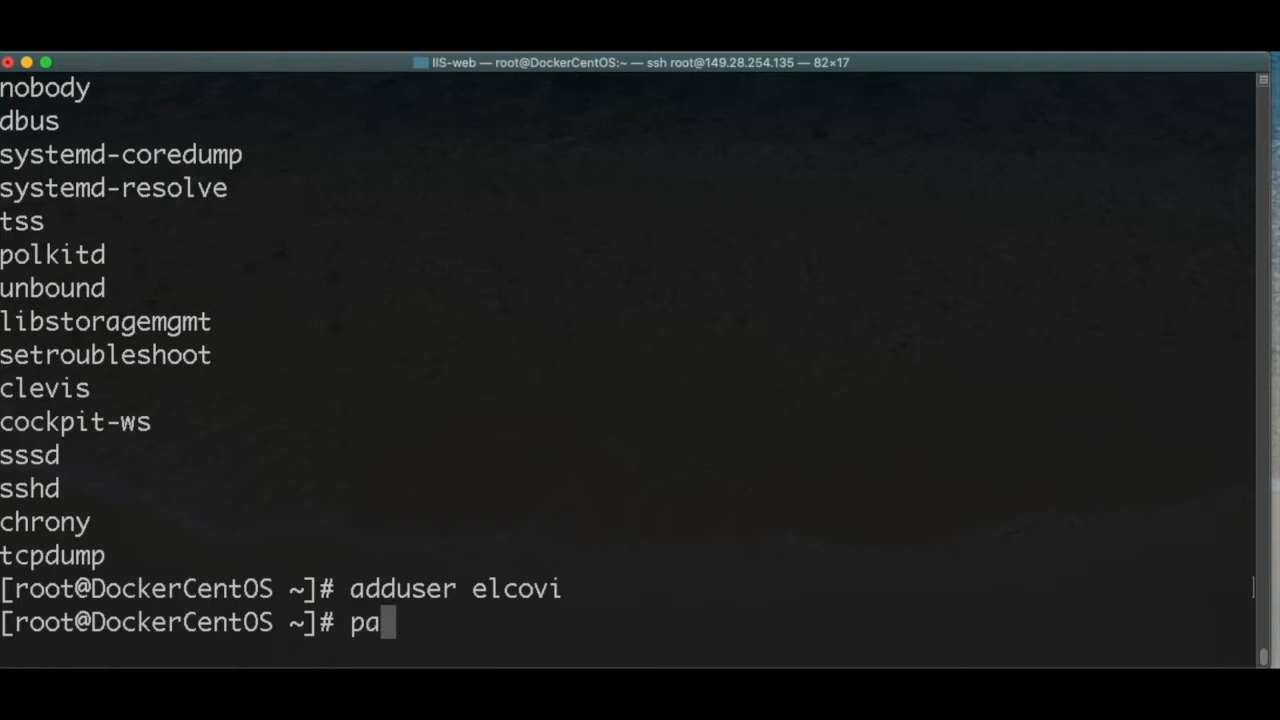 IIS-web — root@DockerCentOS:~ — ssh root@149.28.254.135 — 82×17
nobody
dbus
systemd-coredump
systemd-resolve
tss
polkitd
unbound
libstoragemgmt
setroubleshoot
clevis
cockpit-ws
sssd
sshd
chrony
tcpdump
[root@DockerCentOS ~]# adduser elcovi
[root@DockerCentOS ~]# pa